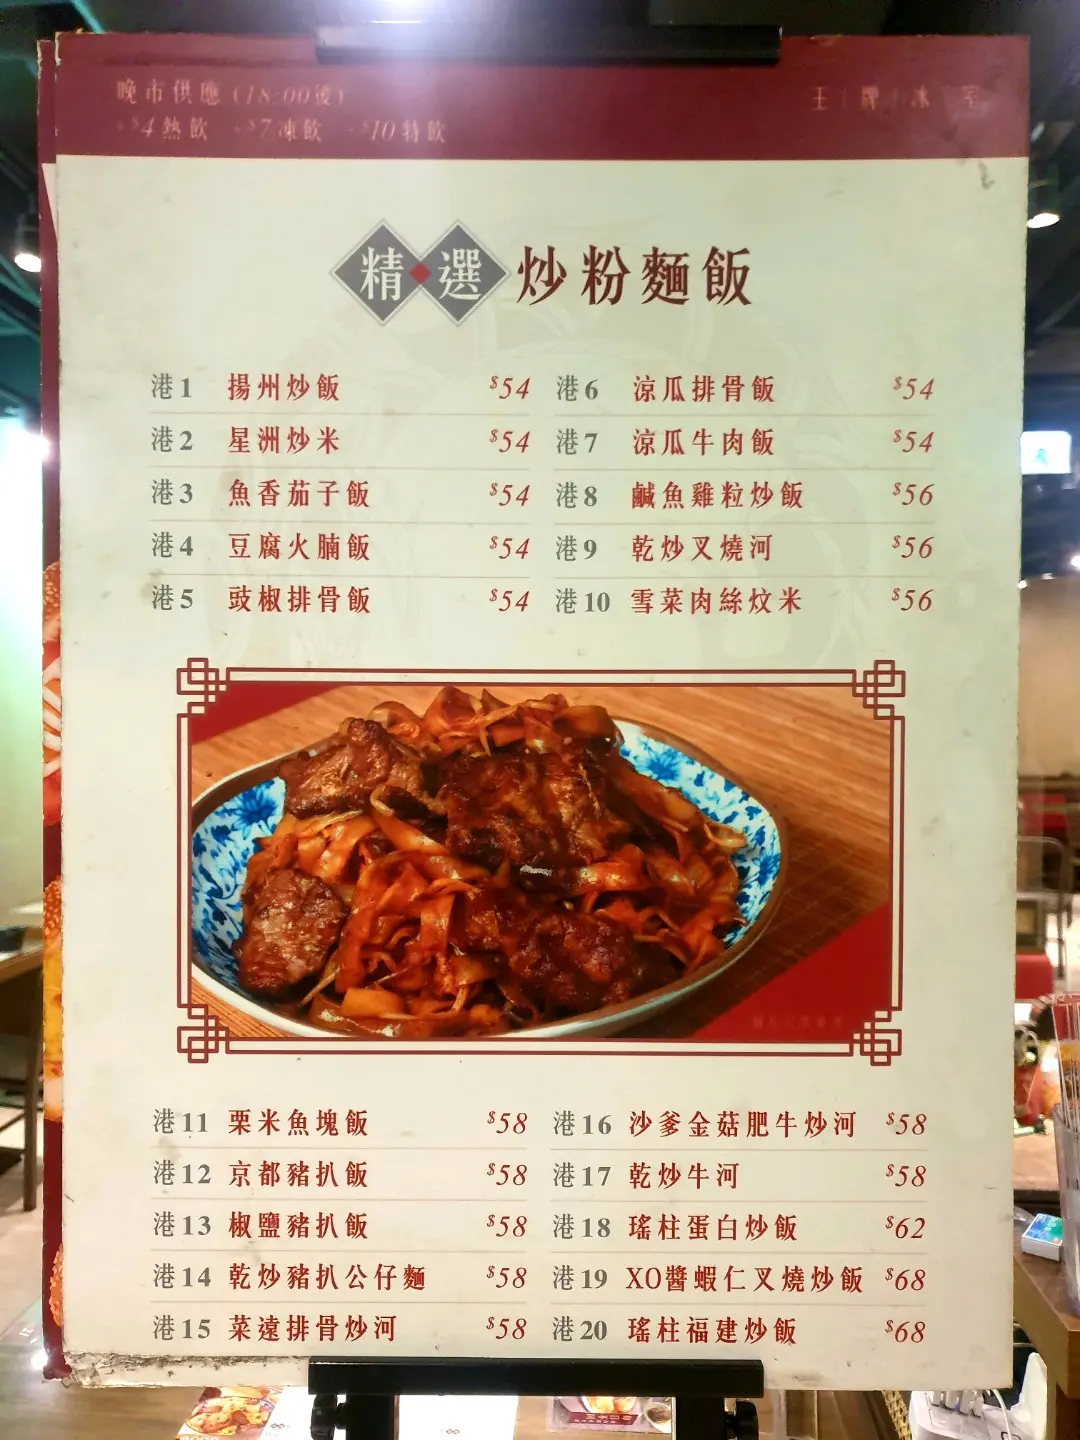 晚市供應 (18:00後)
+$4熱飲 +$7凍飲 +$10特飲
王|牌|冰|室
精選 炒粉麵飯
港1 揚州炒飯 $54
港2 星洲炒米 $54
港3 魚香茄子飯 $54
港4 豆腐火腩飯 $54
港5 豉椒排骨飯 $54
港6 涼瓜排骨飯 $54
港7 涼瓜牛肉飯 $54
港8 鹹魚雞粒炒飯 $56
港9 乾炒叉燒河 $56
港10 雪菜肉絲炆米 $56
港11 粟米魚塊飯 $58
港12 京都豬扒飯 $58
港13 椒鹽豬扒飯 $58
港14 乾炒豬扒公仔麵 $58
港15 菜遠排骨炒河 $58
港16 沙爹金菇肥牛炒河 $58
港17 乾炒牛河 $58
港18 瑤柱蛋白炒飯 $62
港19 XO醬蝦仁叉燒炒飯 $68
港20 瑤柱福建炒飯 $68